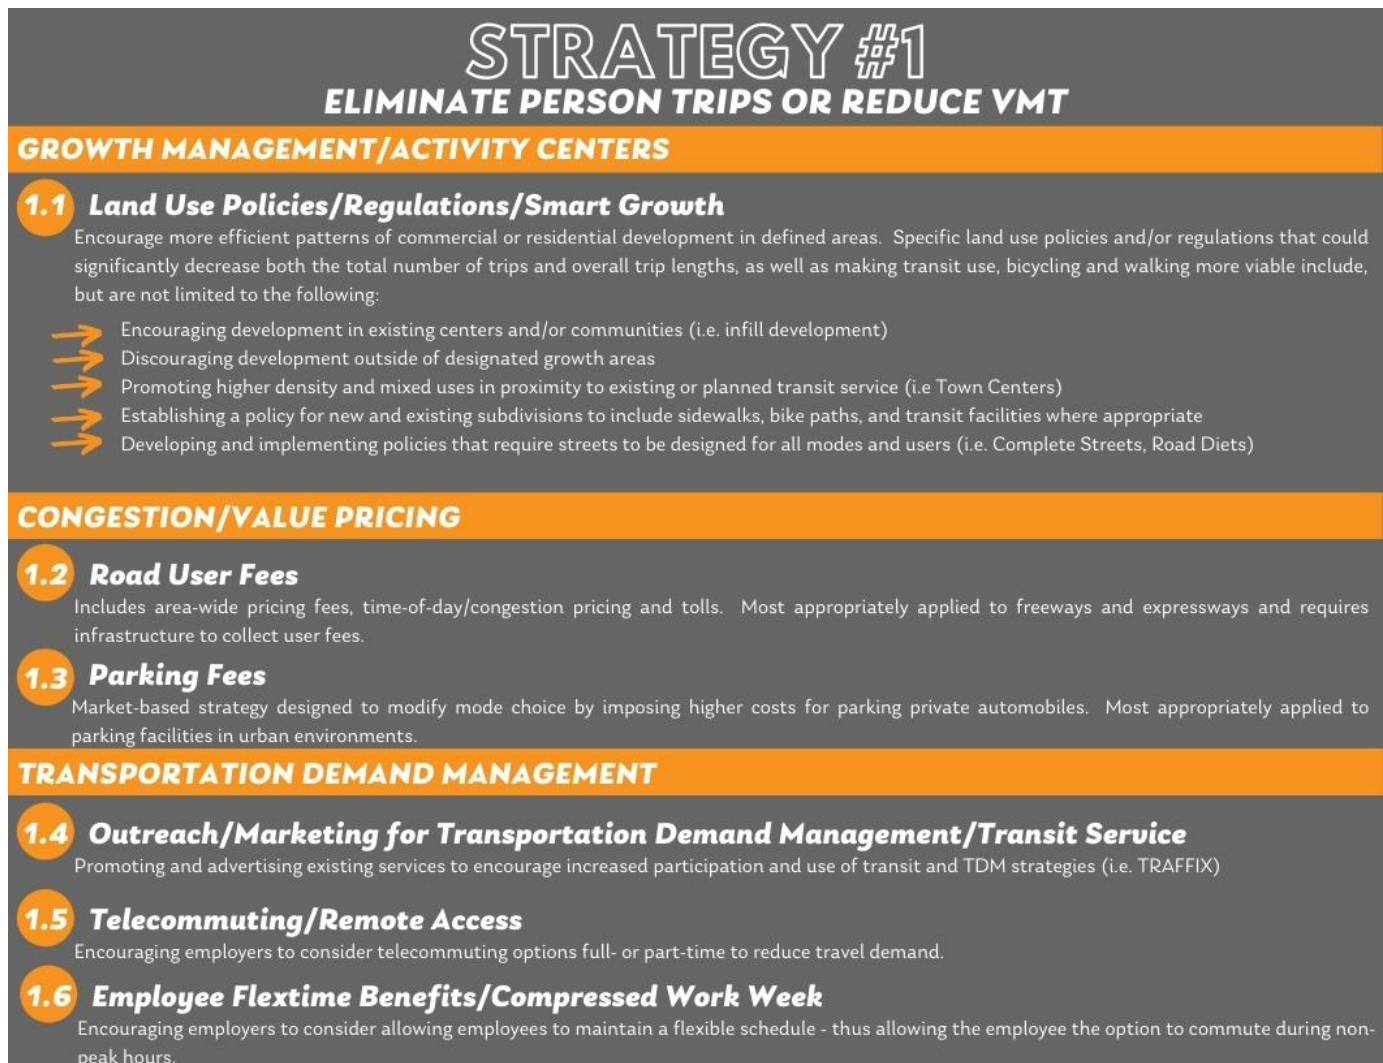 STRATEGY #1
ELIMINATE PERSON TRIPS OR REDUCE VMT
GROWTH MANAGEMENT/ACTIVITY CENTERS
1.1 Land Use Policies/Regulations/Smart Growth
Encourage more efficient patterns of commercial or residential development in defined areas. Specific land use policies and/or regulations that could
significantly decrease both the total number of trips and overall trip lengths, as well as making transit use, bicycling and walking more viable include,
but are not limited to the following:
Encouraging development in existing centers and/or communities (i.e. infill development)
Discouraging development outside of designated growth areas
Promoting higher density and mixed uses in proximity to existing or planned transit service (i.e Town Centers)
Establishing a policy for new and existing subdivisions to include sidewalks, bike paths, and transit facilities where appropriate
Developing and implementing policies that require streets to be designed for all modes and users (i.e. Complete Streets, Road Diets)
CONGESTION/VALUE PRICING
1.2 Road User Fees
Includes area-wide pricing fees, time-of-day/congestion pricing and tolls. Most appropriately applied to freeways and expressways and requires
infrastructure to collect user fees.
1.3 Parking Fees
Market-based strategy designed to modify mode choice by imposing higher costs for parking private automobiles. Most appropriately applied to
parking facilities in urban environments.
TRANSPORTATION DEMAND MANAGEMENT
1.4 Outreach/Marketing for Transportation Demand Management/Transit Service
Promoting and advertising existing services to encourage increased participation and use of transit and TDM strategies (i.e. TRAFFIX)
1.5 Telecommuting/Remote Access
Encouraging employers to consider telecommuting options full- or part-time to reduce travel demand.
1.6 Employee Flextime Benefits/Compressed Work Week
Encouraging employers to consider allowing employees to maintain a flexible schedule - thus allowing the employee the option to commute during non-
peak hours.